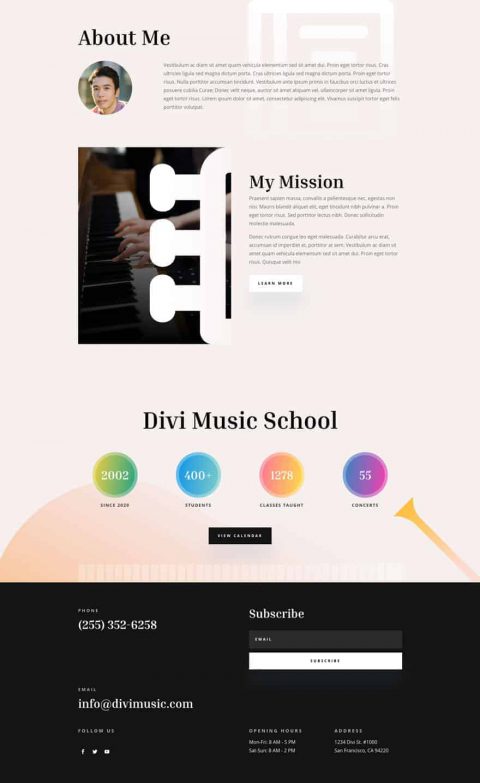 About Me
Vestibulum ac diam sit amet quam vehicula elementum sed sit amet dui. Proin eget tortor risus. Cras
ultricies ligula sed magna dictum porta. Cras ultricies ligula sed magna dictum porta. Proin eget tortor
risus. Nulla porttitor accumsan tincidunt. Vestibulum ante ipsum primis in faucibus orci luctus et ultrices
posuere cubilia Curae; Donec velit neque, auctor sit amet aliquam vel, ullamcorper sit amet ligula. Proin
eget tortor risus. Lorem ipsum dolor sit amet, consectetur adipiscing elit. Vivamus suscipit tortor eget felis
porttitor volutpat.
My Mission
Praesent sapien massa, convallis a pellentesque nec, egestas non
nisi. Mauris blandit aliquet elit, eget tincidunt nibh pulvinar a. Proin
eget tortor risus. Sed porttitor lectus nibh. Donec sollicitudin
molestie malesuada.
Donec rutrum congue leo eget malesuada. Curabitur arcu erat,
accumsan id imperdiet et, porttitor at sem. Vestibulum ac diam sit
amet quam vehicula elementum sed sit amet dui. Proin eget tortor
risus. Quisque velit nisi
LEARN MORE
Divi Music School
2002
400+
1278
55
SINCE 2020
STUDENTS
CLASSES TAUGHT
CONCERTS
VIEW CALENDAR
PHONE
(255) 352-6258
Subscribe
EMAIL
SUBSCRIBE
EMAIL
info@divimusic.com
FOLLOW US
OPENING HOURS
Mon-Fri: 8 AM - 5 PM
Sat-Sun: 8 AM - 2 PM
ADDRESS
1234 Divi St. #1000
San Francisco, CA 94220